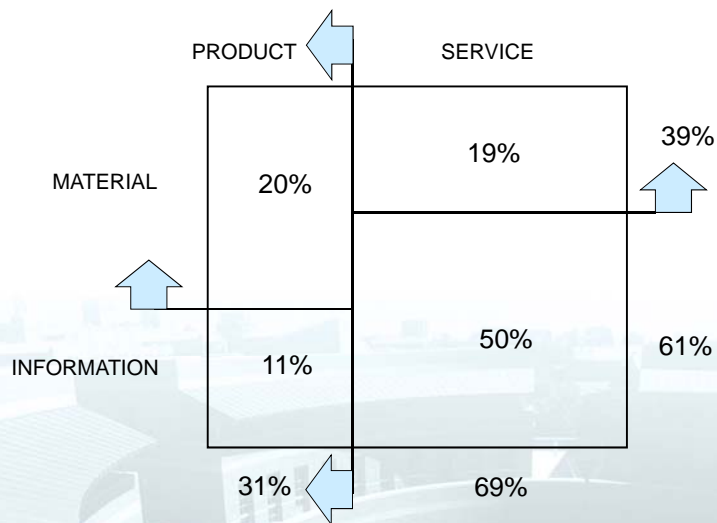 PRODUCT SERVICE
39%
19%
MATERIAL 20%
50% 61%
INFORMATION 11%
31% 69%